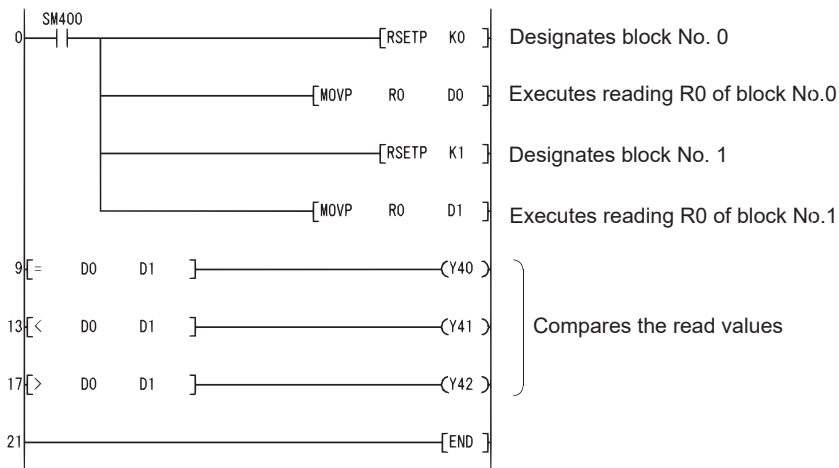 SM400
0 [RSETP K0 ] Designates block No. 0
[MOVP R0 D0 ] Executes reading R0 of block No.0
[RSETP K1 ] Designates block No. 1
[MOVP R0 D1 ] Executes reading R0 of block No.1
9 [= D0 D1 ] (Y40 )
13 [< D0 D1 ] (Y41 )
Compares the read values
17 [> D0 D1 ] (Y42 )
21 [END ]